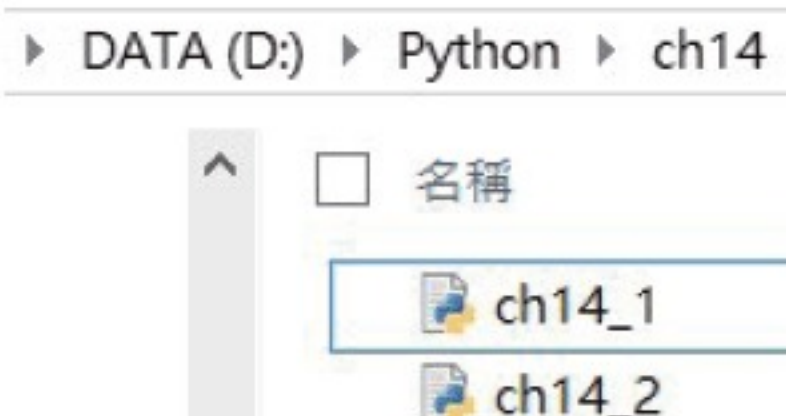 DATA (D:) ▸ Python ▸ ch14
名稱
ch14_1
ch14_2